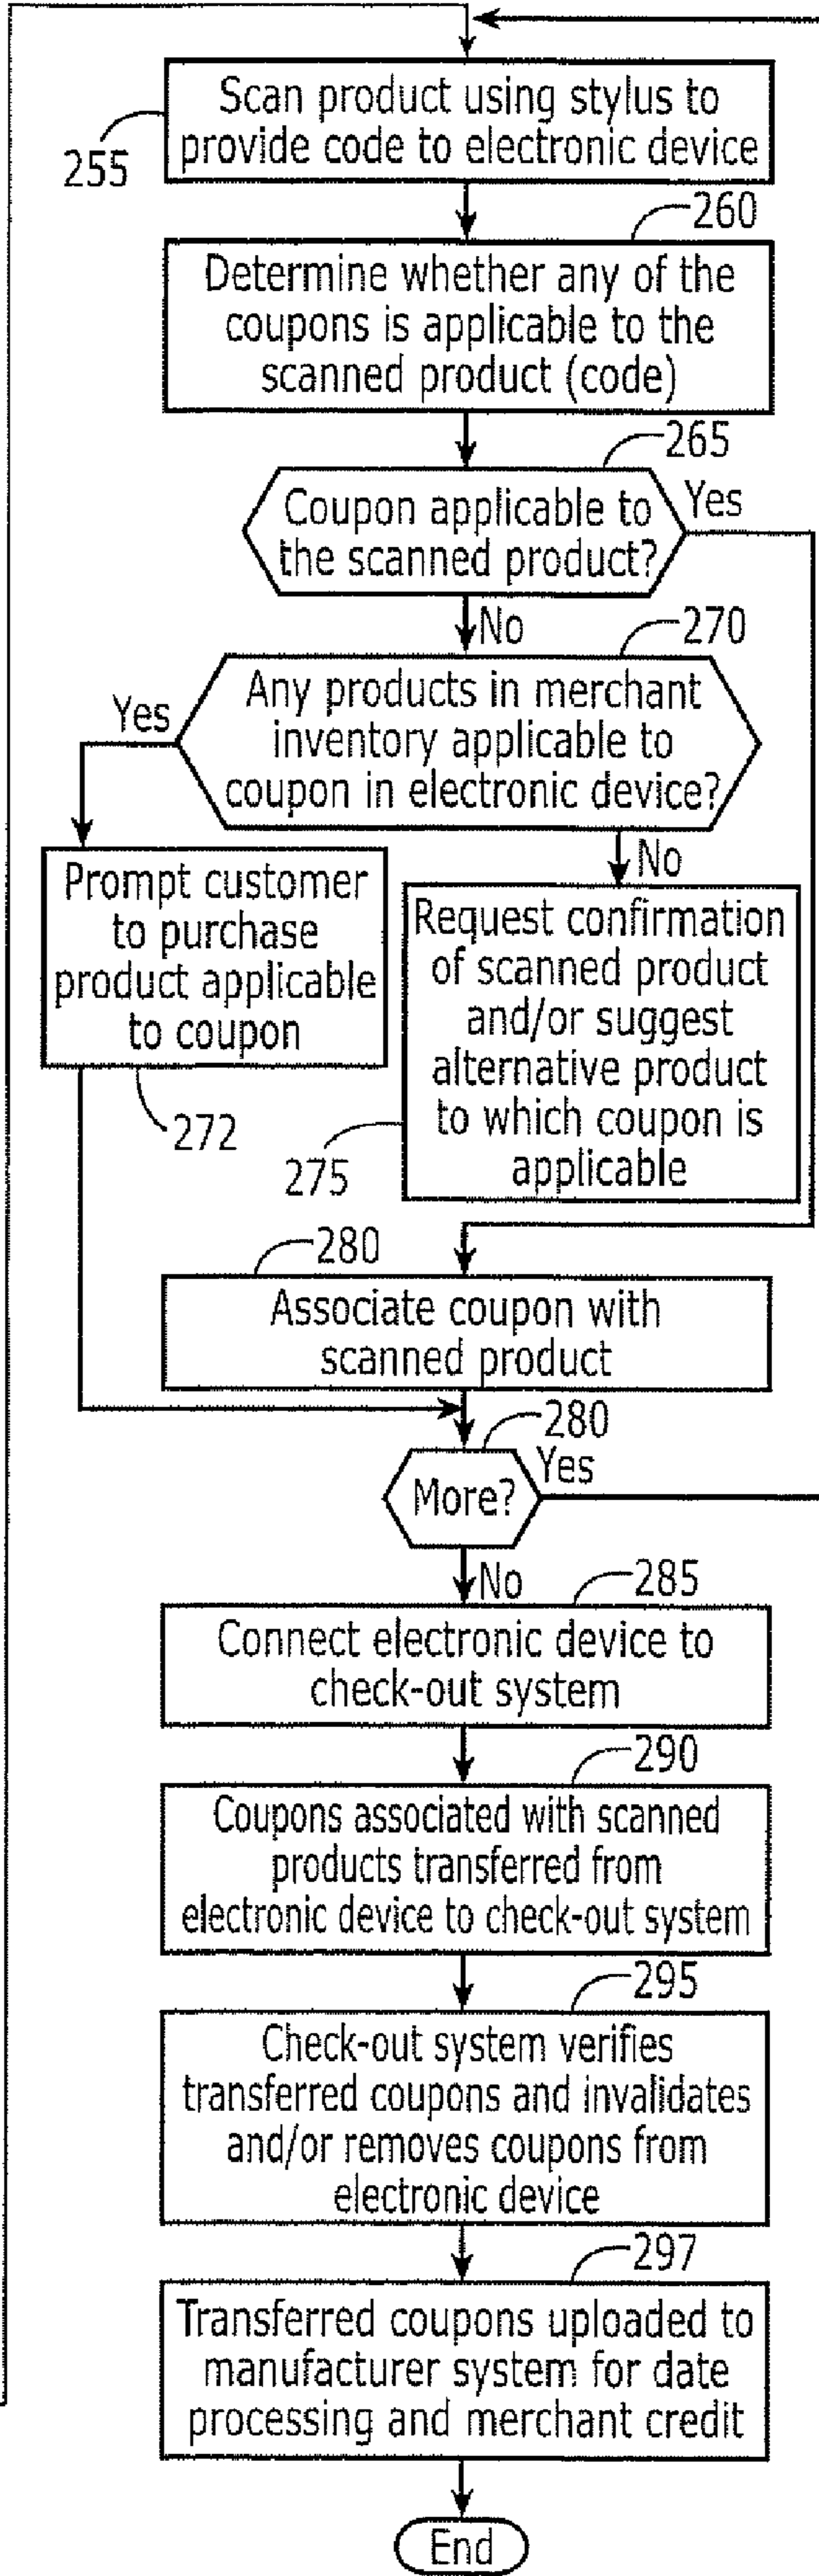 Scan product using stylus to
provide code to electronic device
255
260
Determine whether any of the
coupons is applicable to the
scanned product (code)
265
Coupon applicable to
the scanned product?
Yes
No
270
Any products in merchant
inventory applicable to
coupon in electronic device?
Yes
No
Prompt customer
to purchase
product applicable
to coupon
272
Request confirmation
of scanned product
and/or suggest
alternative product
to which coupon is
applicable
275
280
Associate coupon with
scanned product
280
More?
Yes
No
285
Connect electronic device to
check-out system
290
Coupons associated with scanned
products transferred from
electronic device to check-out system
295
Check-out system verifies
transferred coupons and invalidates
and/or removes coupons from
electronic device
297
Transferred coupons uploaded to
manufacturer system for date
processing and merchant credit
End